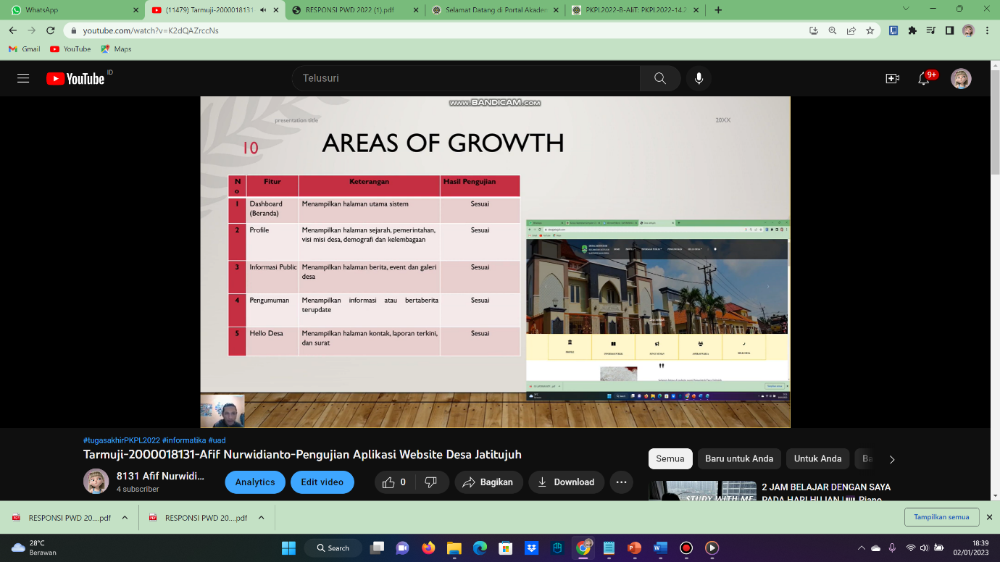 WhatsApp
(11479) Tarmuji-2000018131
RESPONSI PWD 2022 (1).pdf
Selamat Datang di Portal Akaden
PKPL2022-B-AliT: PKPL2022-14.2
youtube.com/watch?v=K2dQAZrccNs
Gmail
YouTube
Maps
YouTube
ID
Telusuri
9+
WWW.BANDICAM.COM
presentation title
20XX
10
AREAS OF GROWTH
No Fitur Keterangan Hasil Pengujian
1 Dashboard (Beranda) Menampilkan halaman utama sistem Sesuai
2 Profile Menampilkan halaman sejarah, pemerintahan, visi misi desa, demografi dan kelembagaan Sesuai
3 Informasi Public Menampilkan halaman berita, event dan galeri desa Sesuai
4 Pengumuman Menampilkan informasi atau bertaberita terupdate Sesuai
5 Hello Desa Menampilkan halaman kontak, laporan terkini, dan surat Sesuai
#tugasakhirPKPL2022 #informatika #uad
Tarmuji-2000018131-Afif Nurwidianto-Pengujian Aplikasi Website Desa Jatitujuh
8131 Afif Nurwidi...
4 subscriber
Analytics
Edit video
0
Bagikan
Download
Semua
Baru untuk Anda
Untuk Anda
Ba
STUDY WITH ME
2 JAM BELAJAR DENGAN SAYA
PADA HARI HUJAN
RESPONSI PWD 20....pdf
RESPONSI PWD 20....pdf
Tampilkan semua
28°C
Berawan
Search
18:39
02/01/2023